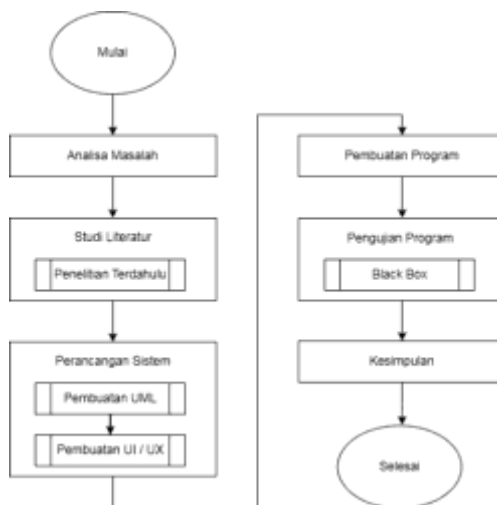 Mulai
Analisa Masalah
Studi Literatur
Penelitian Terdahulu
Perancangan Sistem
Pembuatan UML
Pembuatan UI / UX
Pembuatan Program
Pengujian Program
Black Box
Kesimpulan
Selesai